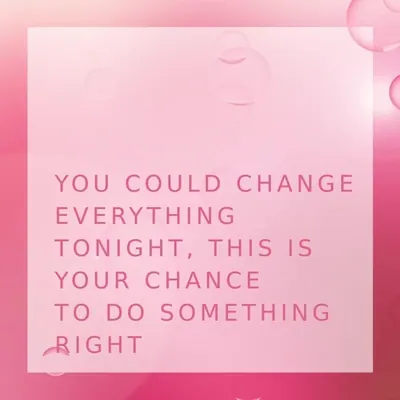 YOU COULD CHANGE
EVERYTHING
TONIGHT, THIS IS
YOUR CHANCE
TO DO SOMETHING
RIGHT